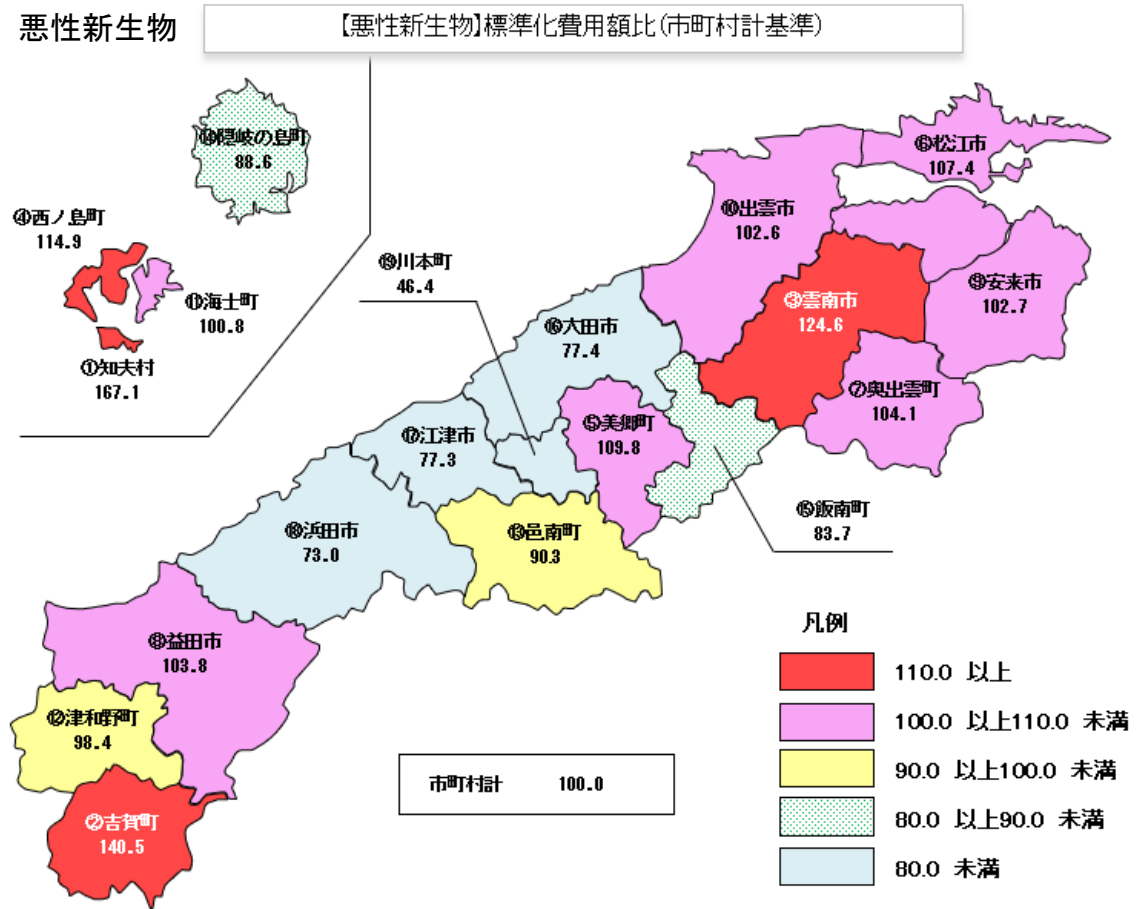 悪性新生物
【悪性新生物】標準化費用額比(市町村計基準)
⑭隠岐の島町
88.6
④西ノ島町
114.9
⑪海士町
100.8
①知夫村
167.1
⑥松江市
107.4
⑩出雲市
102.6
⑨安来市
102.7
③雲南市
124.6
⑦奥出雲町
104.1
⑲川本町
46.4
⑯大田市
77.4
⑤美郷町
109.8
⑰江津市
77.3
⑮飯南町
83.7
⑱浜田市
73.0
⑬邑南町
90.3
⑧益田市
103.8
⑫津和野町
98.4
②吉賀町
140.5
市町村計 100.0
凡例
110.0 以上
100.0 以上110.0 未満
90.0 以上100.0 未満
80.0 以上90.0 未満
80.0 未満